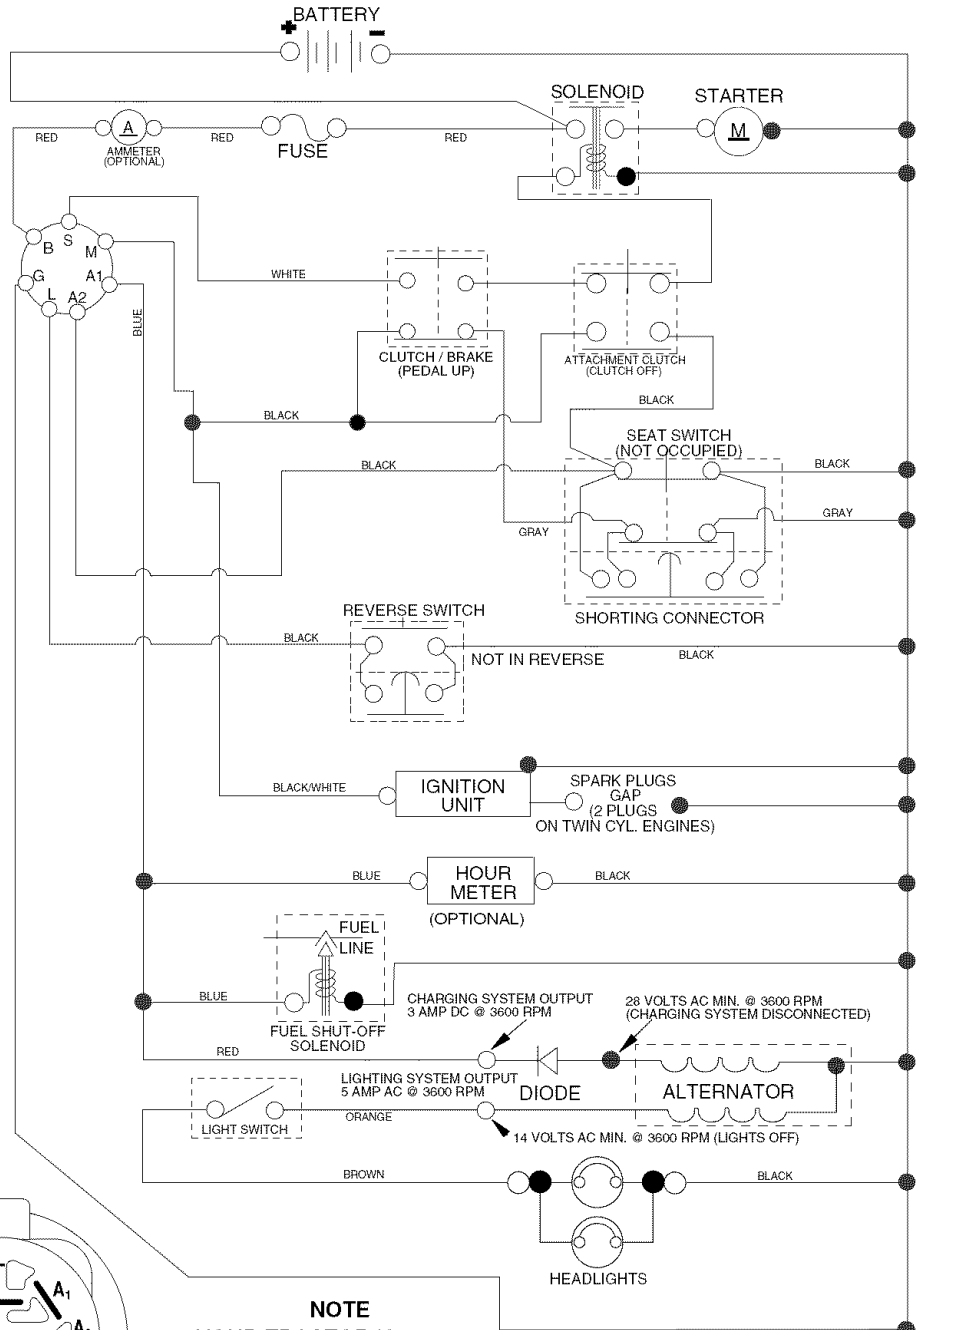 BATTERY
+
-
SOLENOID
STARTER
RED
A
RED
RED
M
AMMETER
(OPTIONAL)
FUSE
B
S
M
G
A1
L
A2
WHITE
BLUE
CLUTCH / BRAKE
(PEDAL UP)
ATTACHMENT CLUTCH
(CLUTCH OFF)
BLACK
BLACK
SEAT SWITCH
(NOT OCCUPIED)
BLACK
BLACK
GRAY
GRAY
SHORTING CONNECTOR
REVERSE SWITCH
BLACK
NOT IN REVERSE
BLACK
BLACK/WHITE
IGNITION
UNIT
SPARK PLUGS
GAP
(2 PLUGS
ON TWIN CYL. ENGINES)
BLUE
HOUR
METER
BLACK
(OPTIONAL)
FUEL
LINE
BLUE
FUEL SHUT-OFF
SOLENOID
CHARGING SYSTEM OUTPUT
3 AMP DC @ 3600 RPM
28 VOLTS AC MIN. @ 3600 RPM
(CHARGING SYSTEM DISCONNECTED)
RED
LIGHTING SYSTEM OUTPUT
5 AMP AC @ 3600 RPM
DIODE
ALTERNATOR
LIGHT SWITCH
ORANGE
14 VOLTS AC MIN. @ 3600 RPM (LIGHTS OFF)
BROWN
BLACK
HEADLIGHTS
A1
NOTE